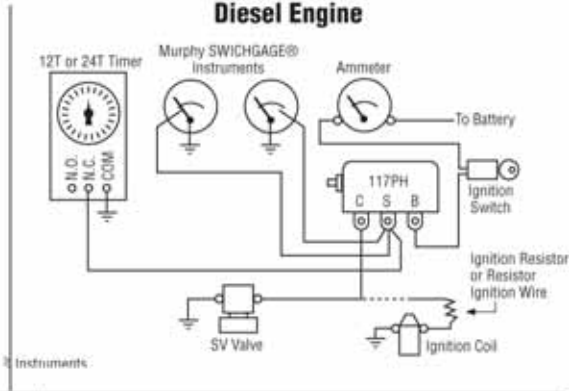 Diesel Engine
12T or 24T Timer
Murphy SWICHGAGE®
Instruments
Ammeter
To Battery
N.O.
N.C.
COM
117PH
C S B
Ignition
Switch
Ignition Resistor
or Resistor
Ignition Wire
SV Valve
Ignition Coil
Instruments